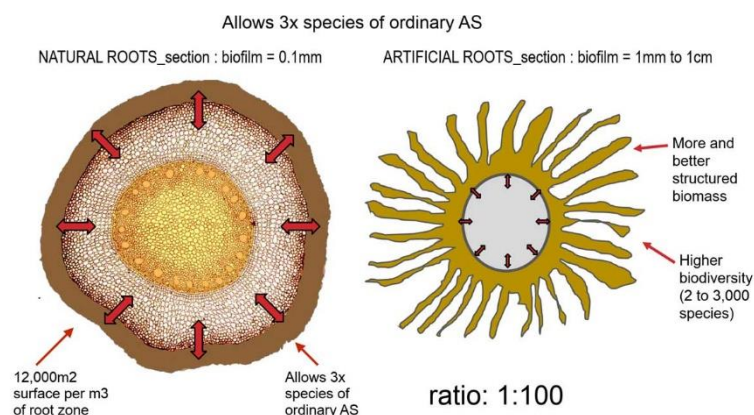 Allows 3x species of ordinary AS
NATURAL ROOTS_section : biofilm = 0.1mm
ARTIFICIAL ROOTS_section : biofilm = 1mm to 1cm
More and
better
structured
biomass
Higher
biodiversity
(2 to 3,000
species)
12,000m2
surface per m3
of root zone
Allows 3x
species of
ordinary AS
ratio: 1:100